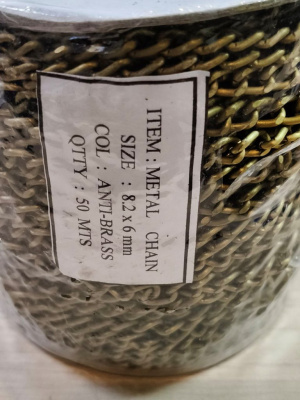 ITEM : METAL CHAIN
SIZE : 8.2 x 6 mm
COL : ANTI-BRASS
QTTY : 50 MTS